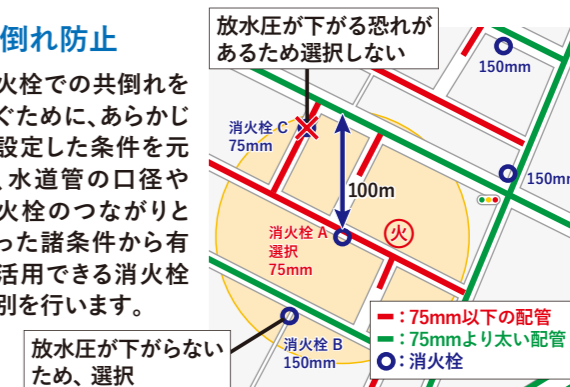 倒れ防止
火栓での共倒れを
ぐために、あらかじ
設定した条件を元
、水道管の口径や
火栓のつながりと
った諸条件から有
活用できる消火栓
別を行います。
放水圧が下がる恐れが
あるため選択しない
150mm
消火栓 C
75mm
150mm
100m
消火栓 A
選択
75mm
火
消火栓 B
150mm
放水圧が下がらない
ため、選択
:75mm以下の配管
:75mmより太い配管
:消火栓